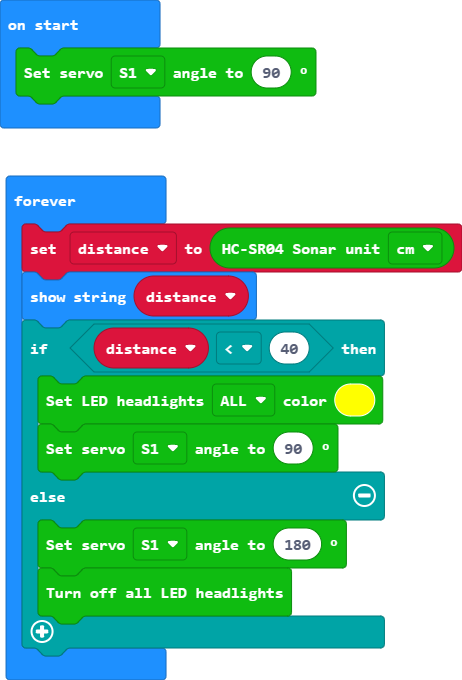 on start
Set servo S1 angle to 90 °
forever
set distance to HC-SR04 Sonar unit cm
show string distance
if distance < 40 then
Set LED headlights ALL color
Set servo S1 angle to 90 °
else
Set servo S1 angle to 180 °
Turn off all LED headlights